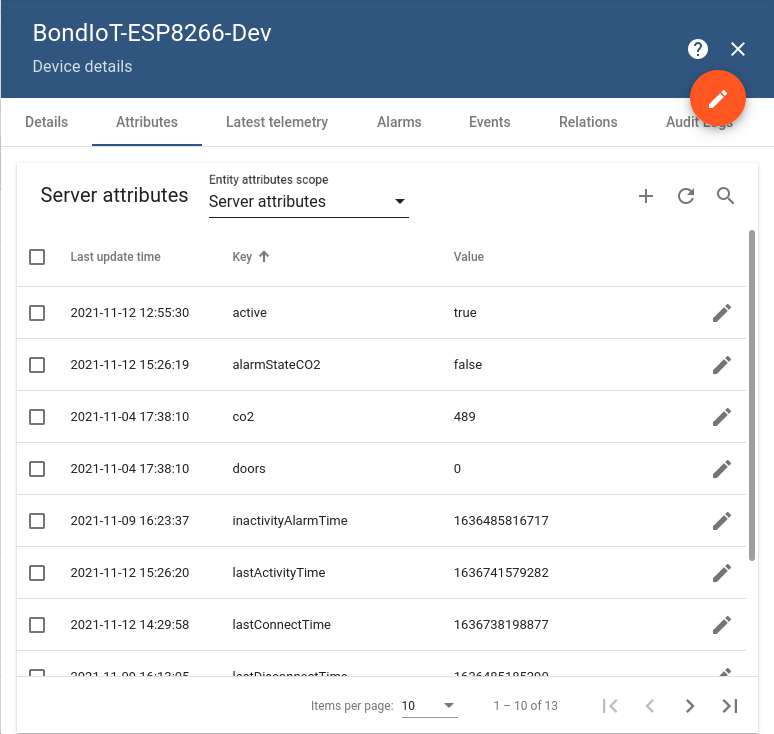 BondIoT-ESP8266-Dev
Device details
Details Attributes Latest telemetry Alarms Events Relations Audit Logs
Server attributes
Entity attributes scope
Server attributes
Last update time Key Value
2021-11-12 12:55:30 active true
2021-11-12 15:26:19 alarmStateCO2 false
2021-11-04 17:38:10 co2 489
2021-11-04 17:38:10 doors 0
2021-11-09 16:23:37 inactivityAlarmTime 1636485816717
2021-11-12 15:26:20 lastActivityTime 1636741579282
2021-11-12 14:29:58 lastConnectTime 1636738198877
lastDisconnectTime
Items per page: 10 1 – 10 of 13